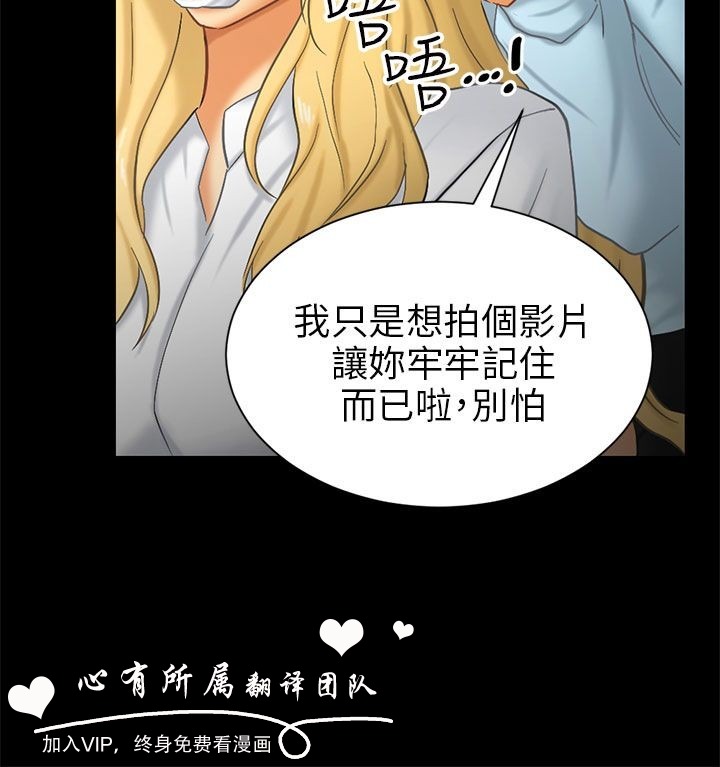 唔
唔…!
我只是想拍個影片
讓妳牢牢記住
而已啦，別怕
心有所属翻译团队
加入VIP，终身免费看漫画